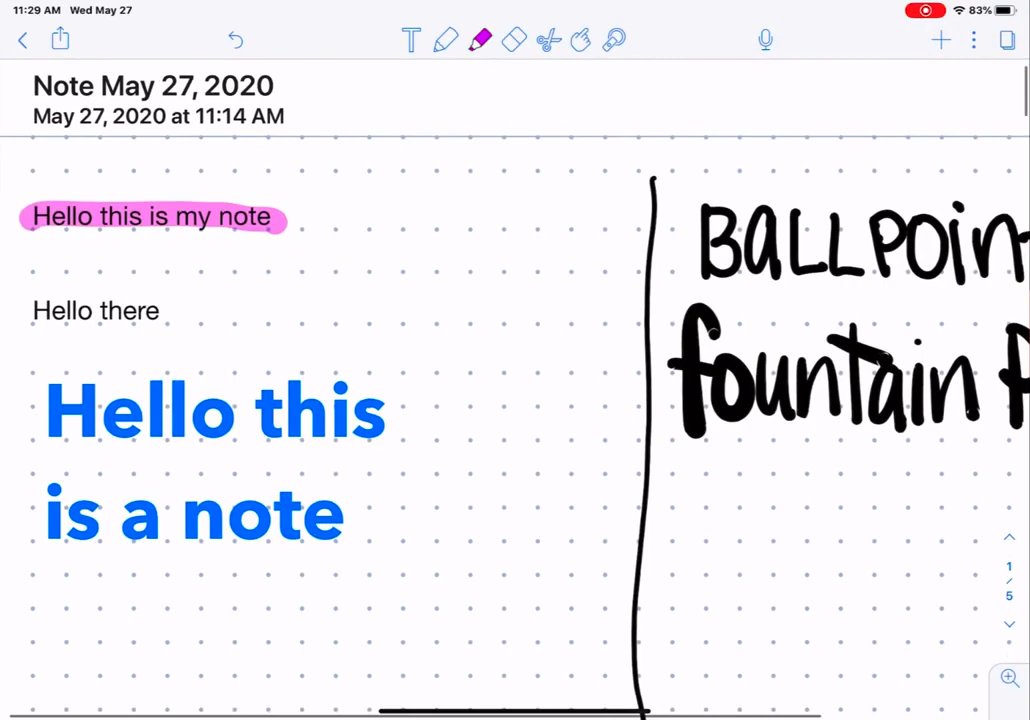 11:29 AM Wed May 27
83%
T
Note May 27, 2020
May 27, 2020 at 11:14 AM
Hello this is my note
Hello there
Hello this
is a note
BALLPOIN
fountain
1
/
5